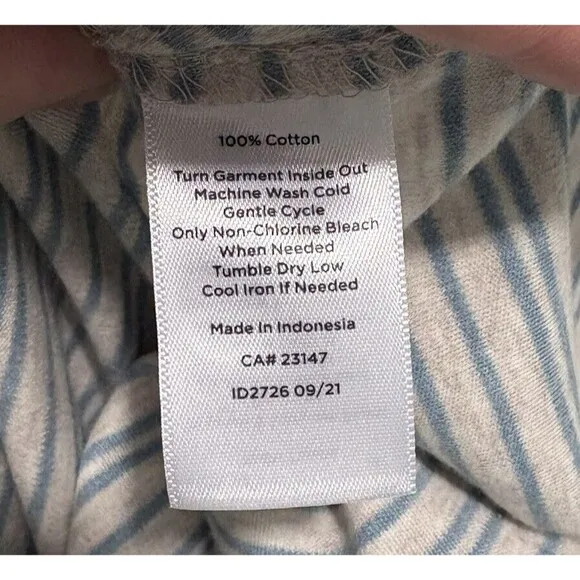 100% Cotton
Turn Garment Inside Out
Machine Wash Cold
Gentle Cycle
Only Non-Chlorine Bleach
When Needed
Tumble Dry Low
Cool Iron If Needed
Made In Indonesia
CA# 23147
ID2726 09/21